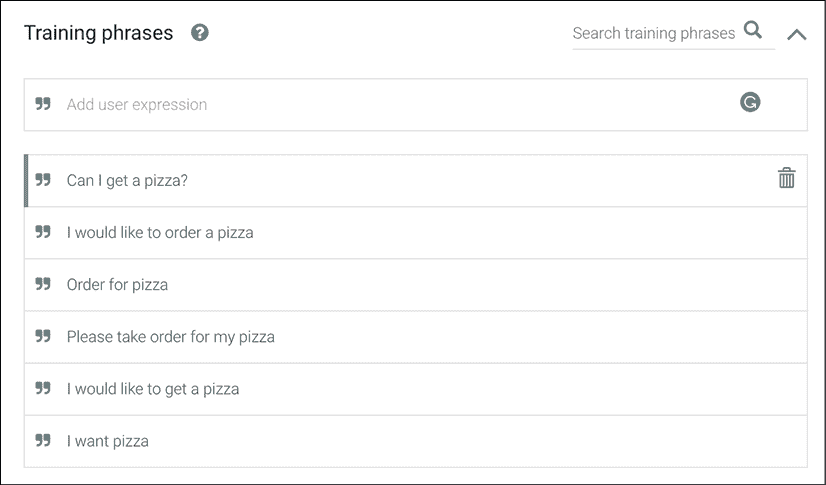 Training phrases
Search training phrases
Add user expression
Can I get a pizza?
I would like to order a pizza
Order for pizza
Please take order for my pizza
I would like to get a pizza
I want pizza